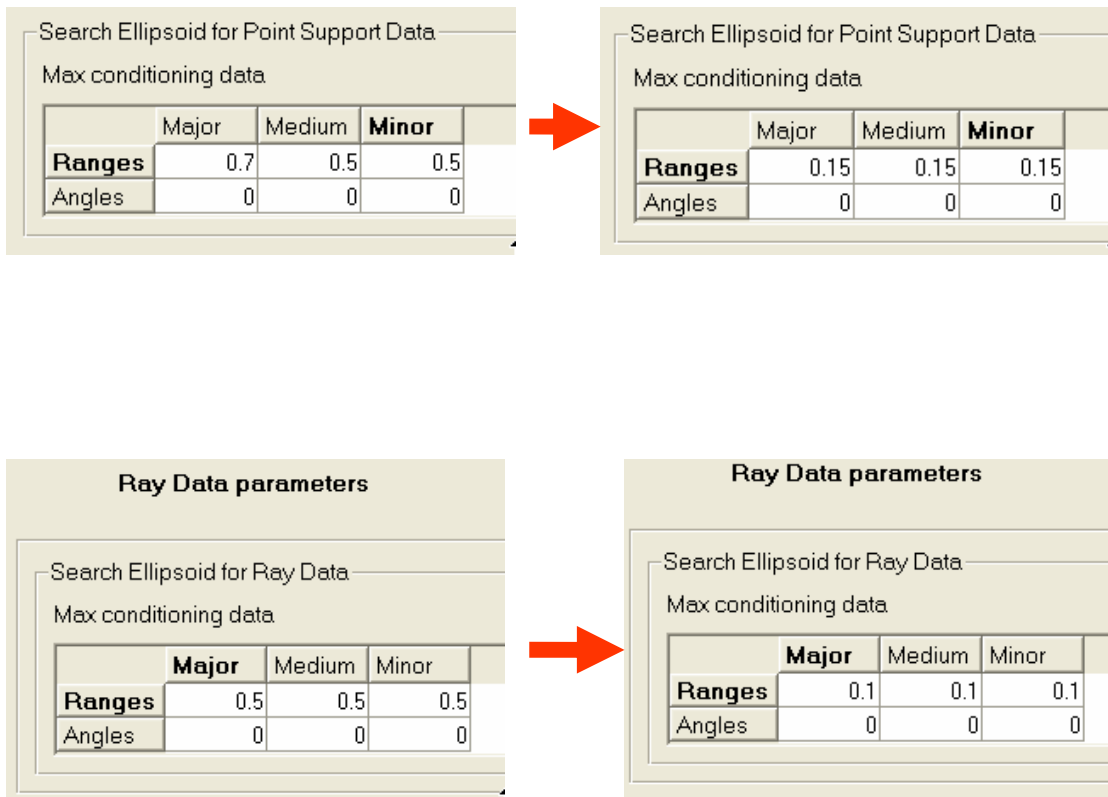 Search Ellipsoid for Point Support Data
Max conditioning data
Major Medium Minor
Ranges 0.7 0.5 0.5
Angles 0 0 0
Search Ellipsoid for Point Support Data
Max conditioning data
Major Medium Minor
Ranges 0.15 0.15 0.15
Angles 0 0 0
Ray Data parameters
Search Ellipsoid for Ray Data
Max conditioning data
Major Medium Minor
Ranges 0.5 0.5 0.5
Angles 0 0 0
Ray Data parameters
Search Ellipsoid for Ray Data
Max conditioning data
Major Medium Minor
Ranges 0.1 0.1 0.1
Angles 0 0 0